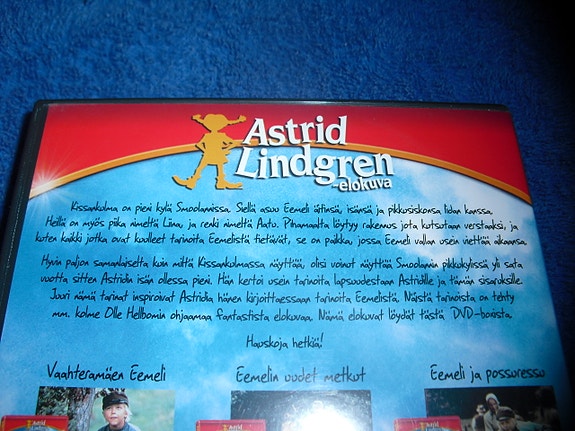 Astrid
Lindgren
-elokuva
Kissankulma on pieni kylä Smoolannissa. Siellä asuu Eemeli äitinsä, isänsä ja pikkusiskonsa Iidan kanssa.
Heillä on myös piika nimeltä Liina, ja renki nimeltä Aatu. Pihamaalta löytyy rakennus jota kutsutaan verstaaksi, ja
kuten kaikki jotka ovat kuulleet tarinoita Eemelistä tietävät, se on paikka, jossa Eemeli vallan usein viettää aikaansa.
Hyvin paljon samanlaiselta kuin miltä Kissankulmassa näyttää, olisi voinut näyttää Smoolannin pikkukylissä yli sata
vuotta sitten Astridin isän ollessa pieni. Hän kertoi usein tarinoita lapsuudestaan Astridille ja tämän sisaruksille.
Juuri nämä tarinat inspiroivat Astridia hänen kirjoittaessaan tarinoita Eemelistä. Näistä tarinoista on tehty
mm. kolme Olle Hellbomin ohjaamaa fantastista elokuvaa. Nämä elokuvat löydät tästä DVD-boxista.
Hauskoja hetkiä!
Vaahteramäen Eemeli
Eemelin uudet metkut
Eemeli ja possuressu